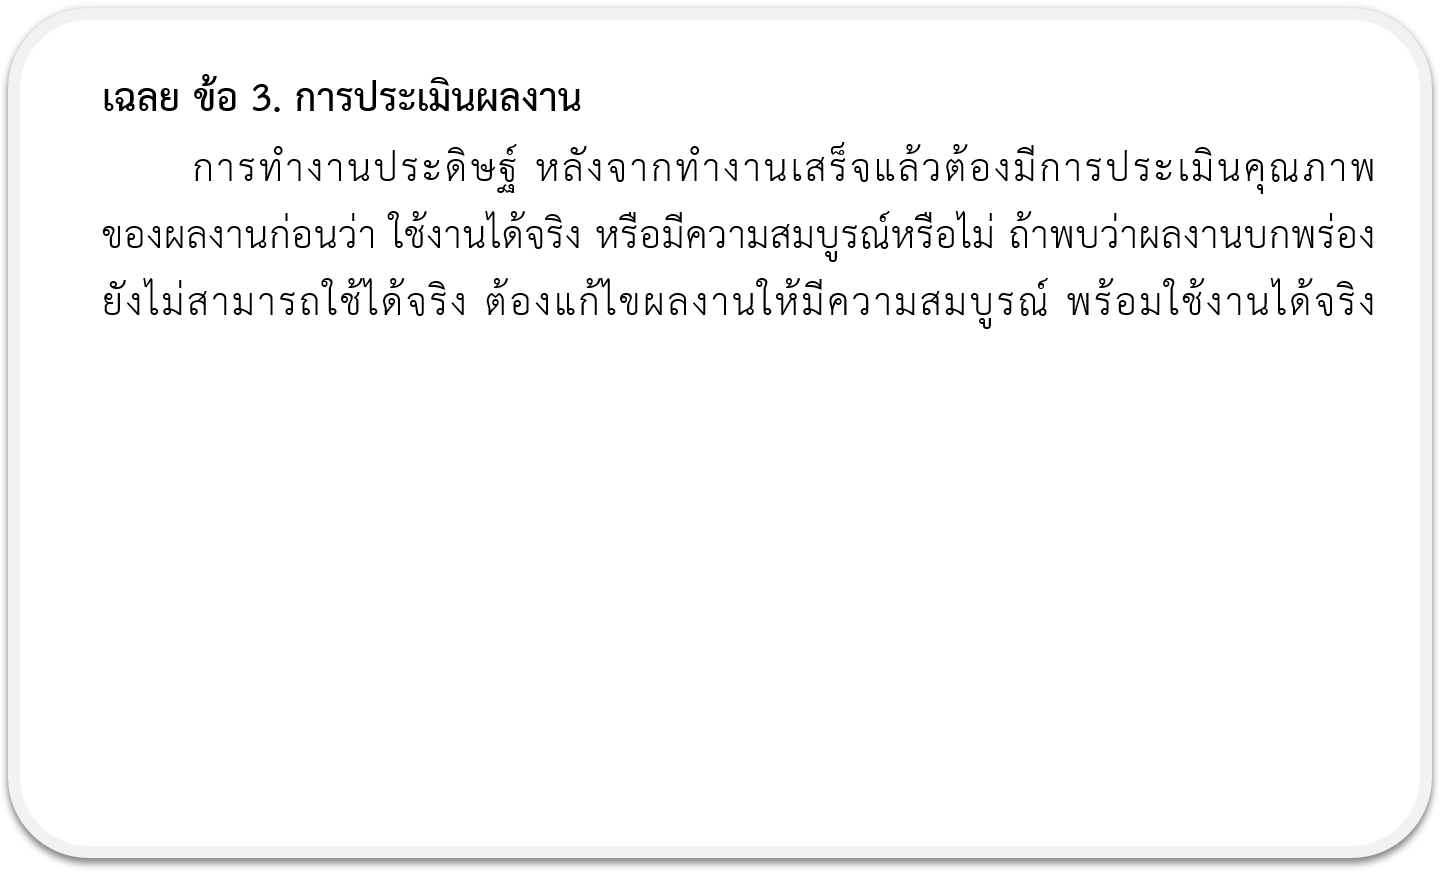 เฉลย ข้อ 3. การประเมินผลงาน
การทำงานประดิษฐ์ หลังจากทำงานเสร็จแล้วต้องมีการประเมินคุณภาพ
ของผลงานก่อนว่า ใช้งานได้จริง หรือมีความสมบูรณ์หรือไม่ ถ้าพบว่าผลงานบกพร่อง
ยังไม่สามารถใช้ได้จริง ต้องแก้ไขผลงานให้มีความสมบูรณ์ พร้อมใช้งานได้จริง